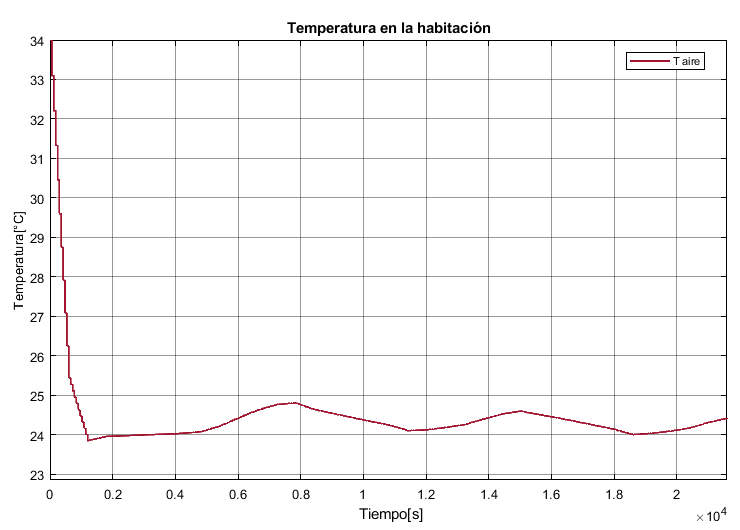 Temperatura en la habitación
T aire
34
33
32
31
30
29
28
27
26
25
24
23
Temperatura[°C]
0 0.2 0.4 0.6 0.8 1 1.2 1.4 1.6 1.8 2
Tiempo[s]
×10⁴